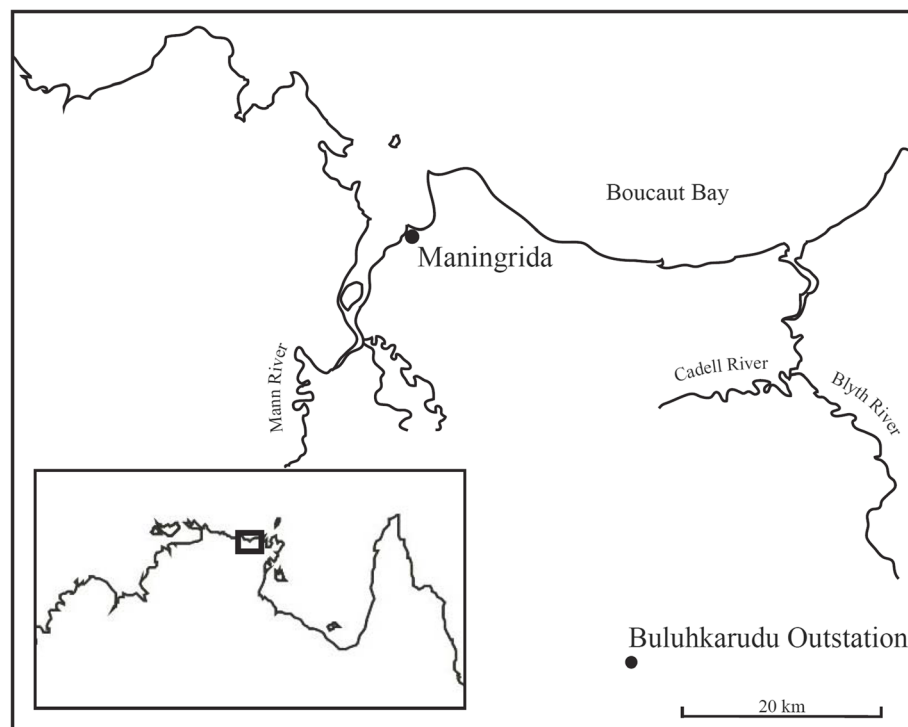 Boucaut Bay
Maningrida
Mann River
Cadell River
Blyth River
Buluhkarudu Outstation
20 km